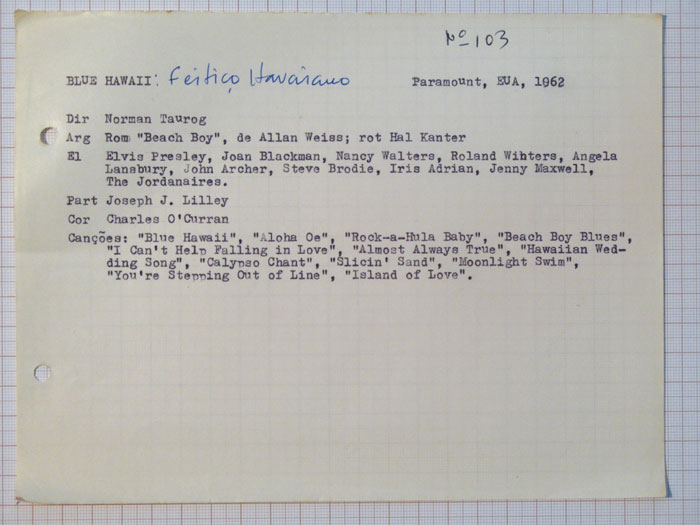 Nº 103
BLUE HAWAII: Feitiço Havaiano Paramount, EUA, 1962
Dir Norman Taurog
Arg Rom "Beach Boy", de Allan Weiss; rot Hal Kanter
El Elvis Presley, Joan Blackman, Nancy Walters, Roland Winters, Angela
Lansbury, John Archer, Steve Brodie, Iris Adrian, Jenny Maxwell,
The Jordanaires.
Part Joseph J. Lilley
Cor Charles O'Curran
Canções: "Blue Hawaii", "Aloha Oe", "Rock-a-Hula Baby", "Beach Boy Blues",
"I Can't Help Falling in Love", "Almost Always True", "Hawaiian Wed-
ding Song", "Calypso Chant", "Slicin' Sand", "Moonlight Swim",
"You're Stepping Out of Line", "Island of Love".